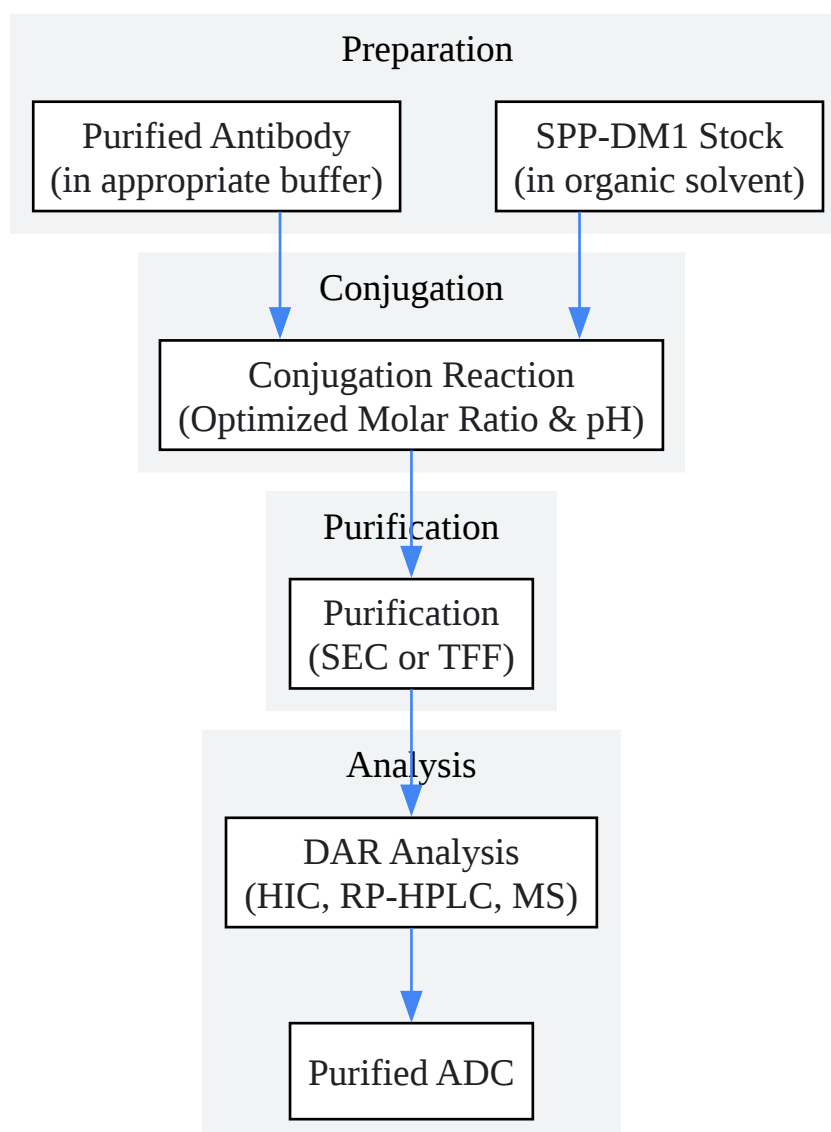 Preparation
Purified Antibody
(in appropriate buffer)
SPP-DM1 Stock
(in organic solvent)
Conjugation
Conjugation Reaction
(Optimized Molar Ratio & pH)
Purification
Purification
(SEC or TFF)
Analysis
DAR Analysis
(HIC, RP-HPLC, MS)
Purified ADC